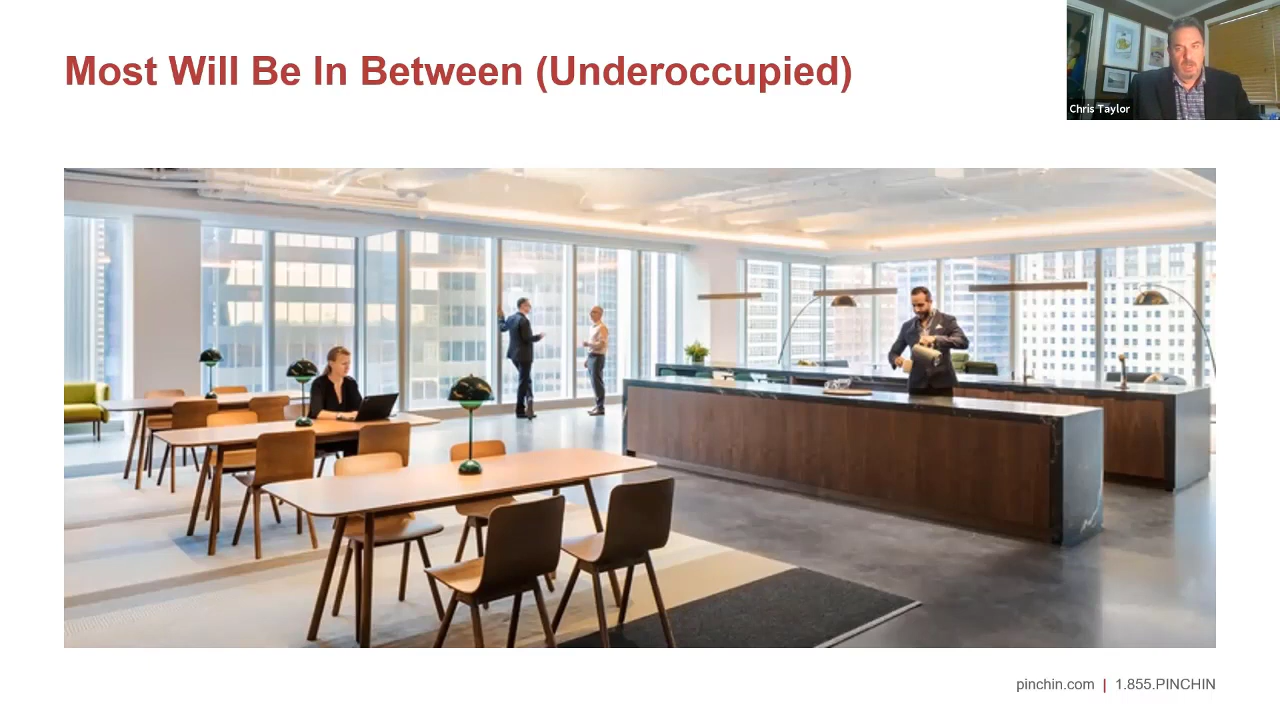 Most Will Be In Between (Underoccupied)
Chris Taylor
pinchin.com | 1.855.PINCHIN